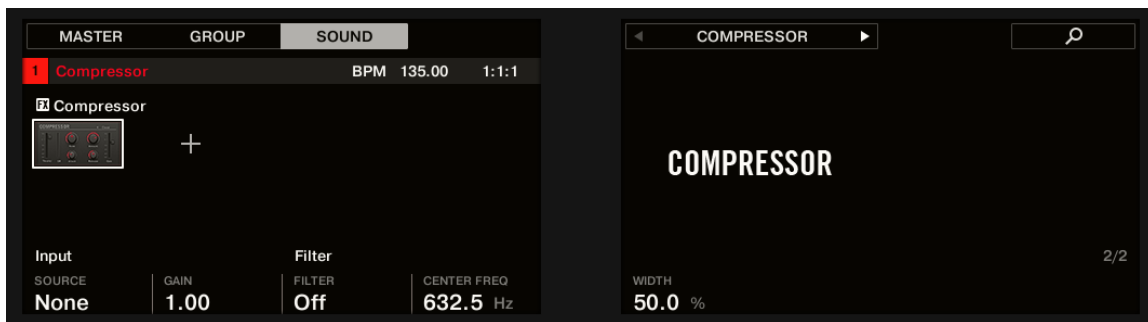 MASTER GROUP SOUND
1 Compressor BPM 135.00 1:1:1
FX Compressor
Input Filter
SOURCE GAIN FILTER CENTER FREQ
None 1.00 Off 632.5 Hz
COMPRESSOR
COMPRESSOR
2/2
WIDTH
50.0 %